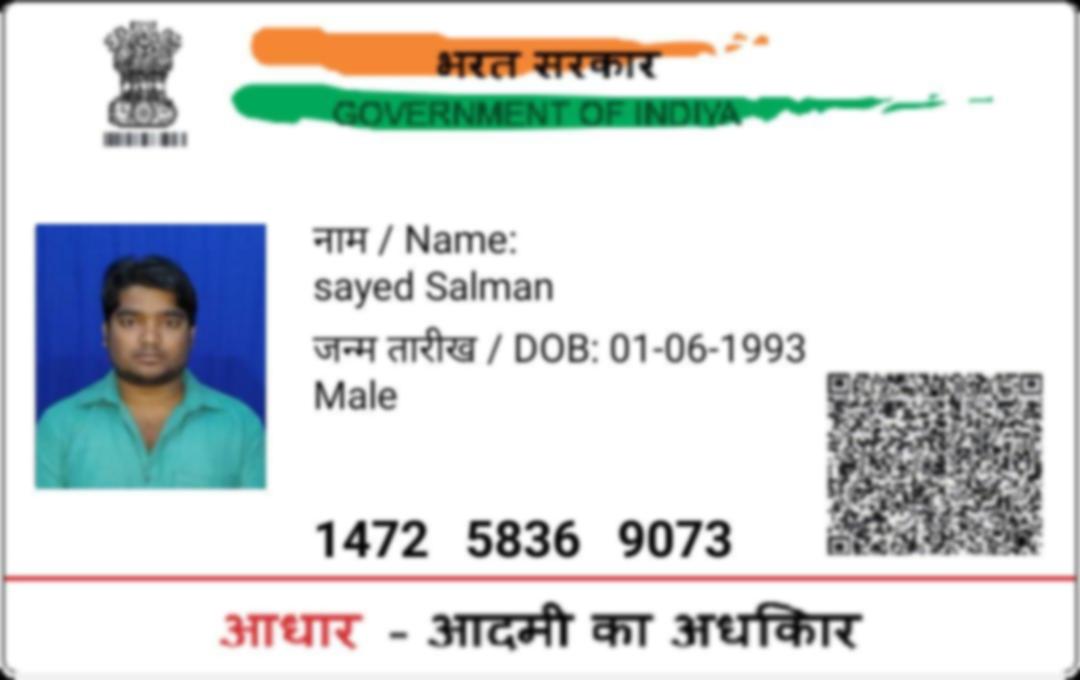 भरत सरकार
GOVERNMENT OF INDIYA
नाम / Name:
sayed Salman
जन्म तारीख / DOB: 01-06-1993
Male
1472 5836 9073
आधार - आदमी का अधकिार